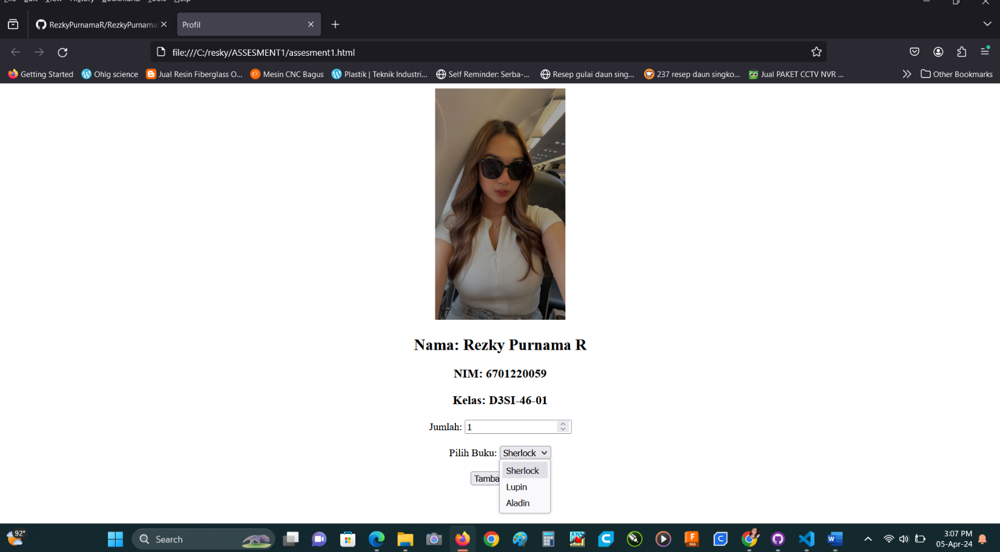 File Edit View History Bookmarks Tools Help
RezkyPurnamaR/RezkyPurnama
Profil
file:///C:/resky/ASSESMENT1/assesment1.html
Getting Started Ohlg science Jual Resin Fiberglass O... Mesin CNC Bagus Plastik | Teknik Industri... Self Reminder: Serba-... Resep gulai daun sing... 237 resep daun singko... Jual PAKET CCTV NVR ... Other Bookmarks
Nama: Rezky Purnama R
NIM: 6701220059
Kelas: D3SI-46-01
Jumlah: 1
Pilih Buku: Sherlock
Sherlock
Tamba
Lupin
Aladin
92°
Search
3:07 PM
05-Apr-24